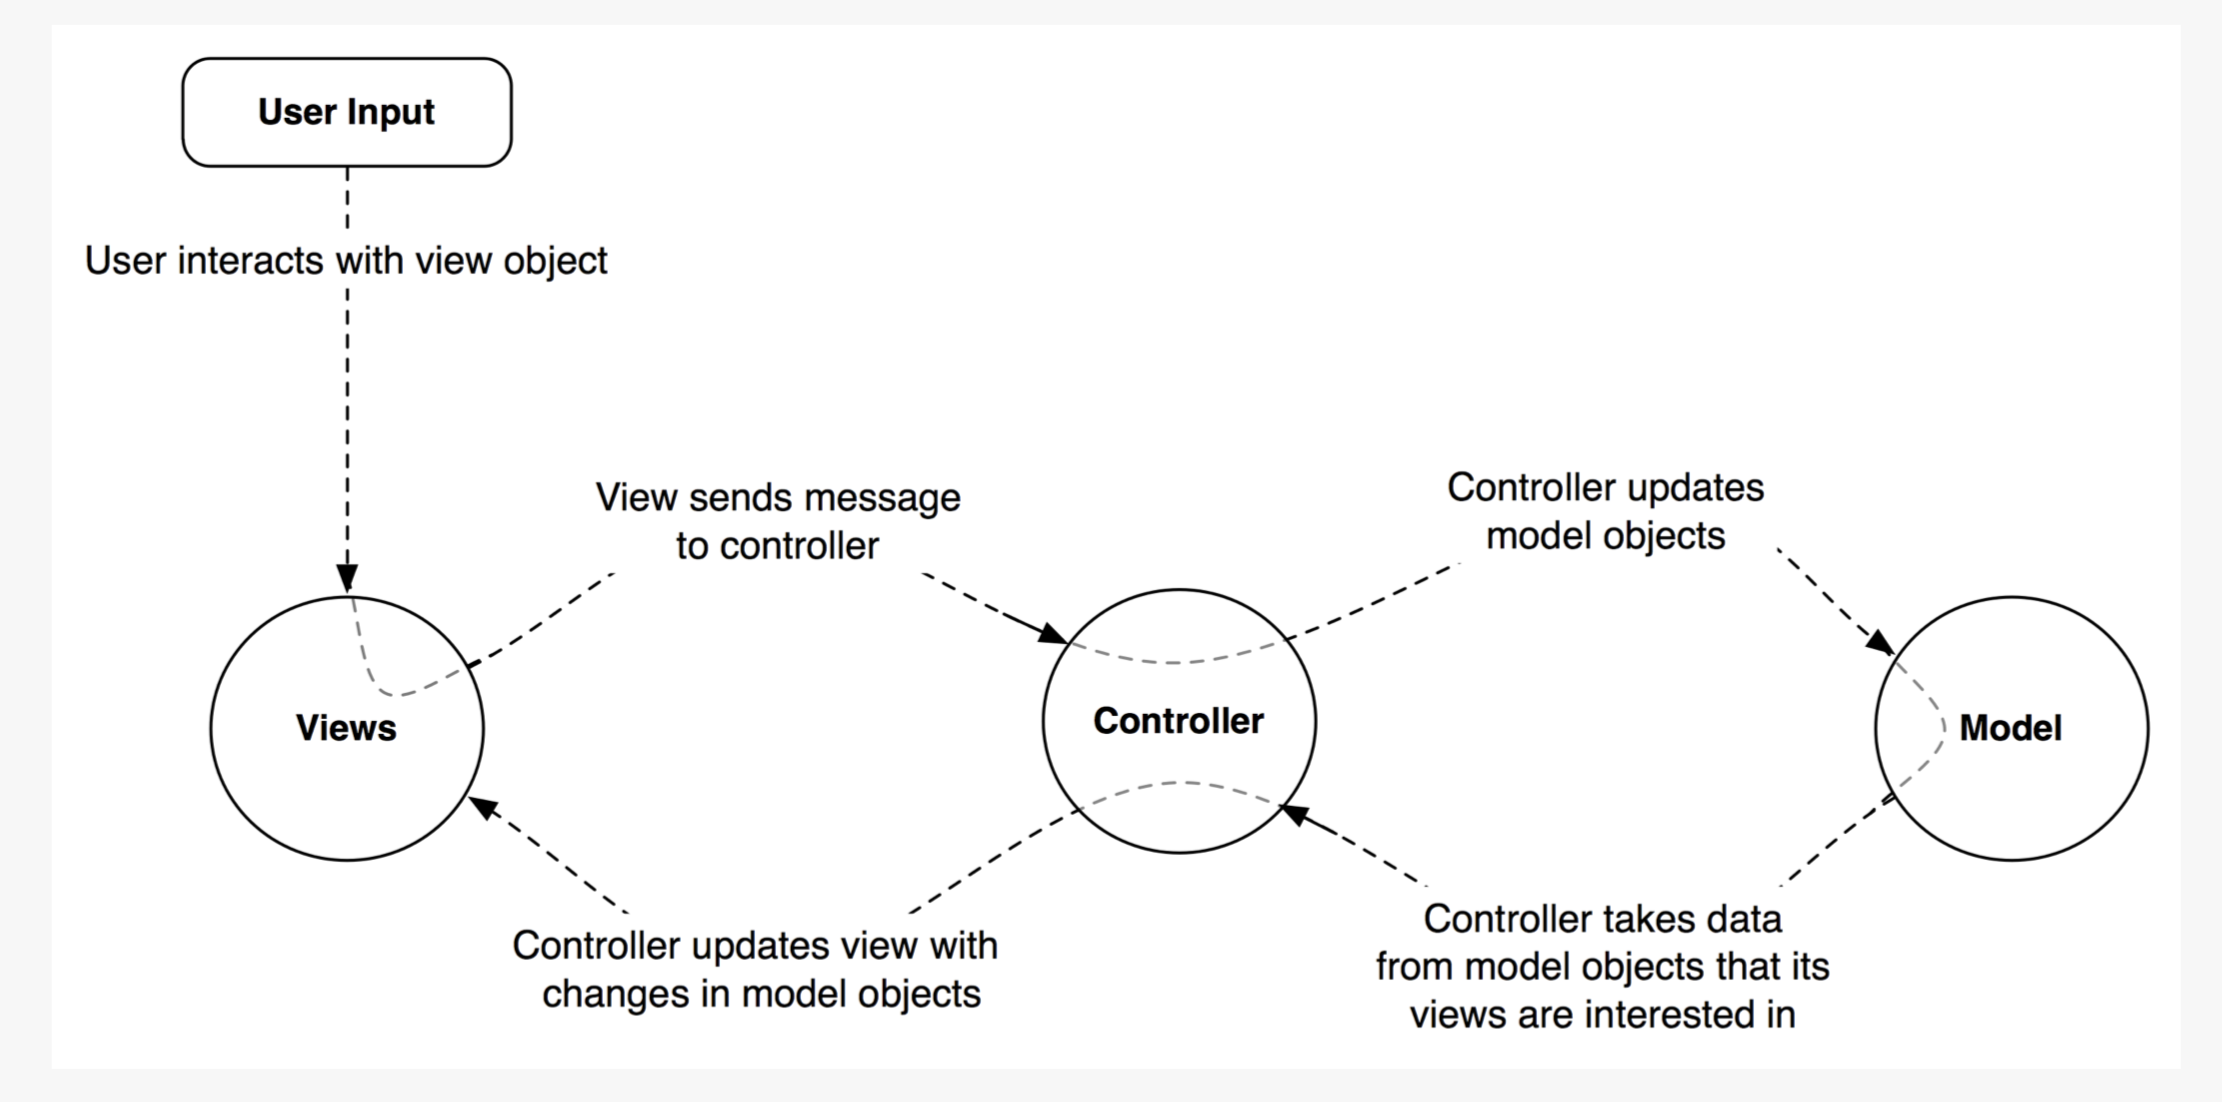 User Input
User interacts with view object
View sends message
to controller
Controller updates
model objects
Views
Controller
Model
Controller updates view with
changes in model objects
Controller takes data
from model objects that its
views are interested in